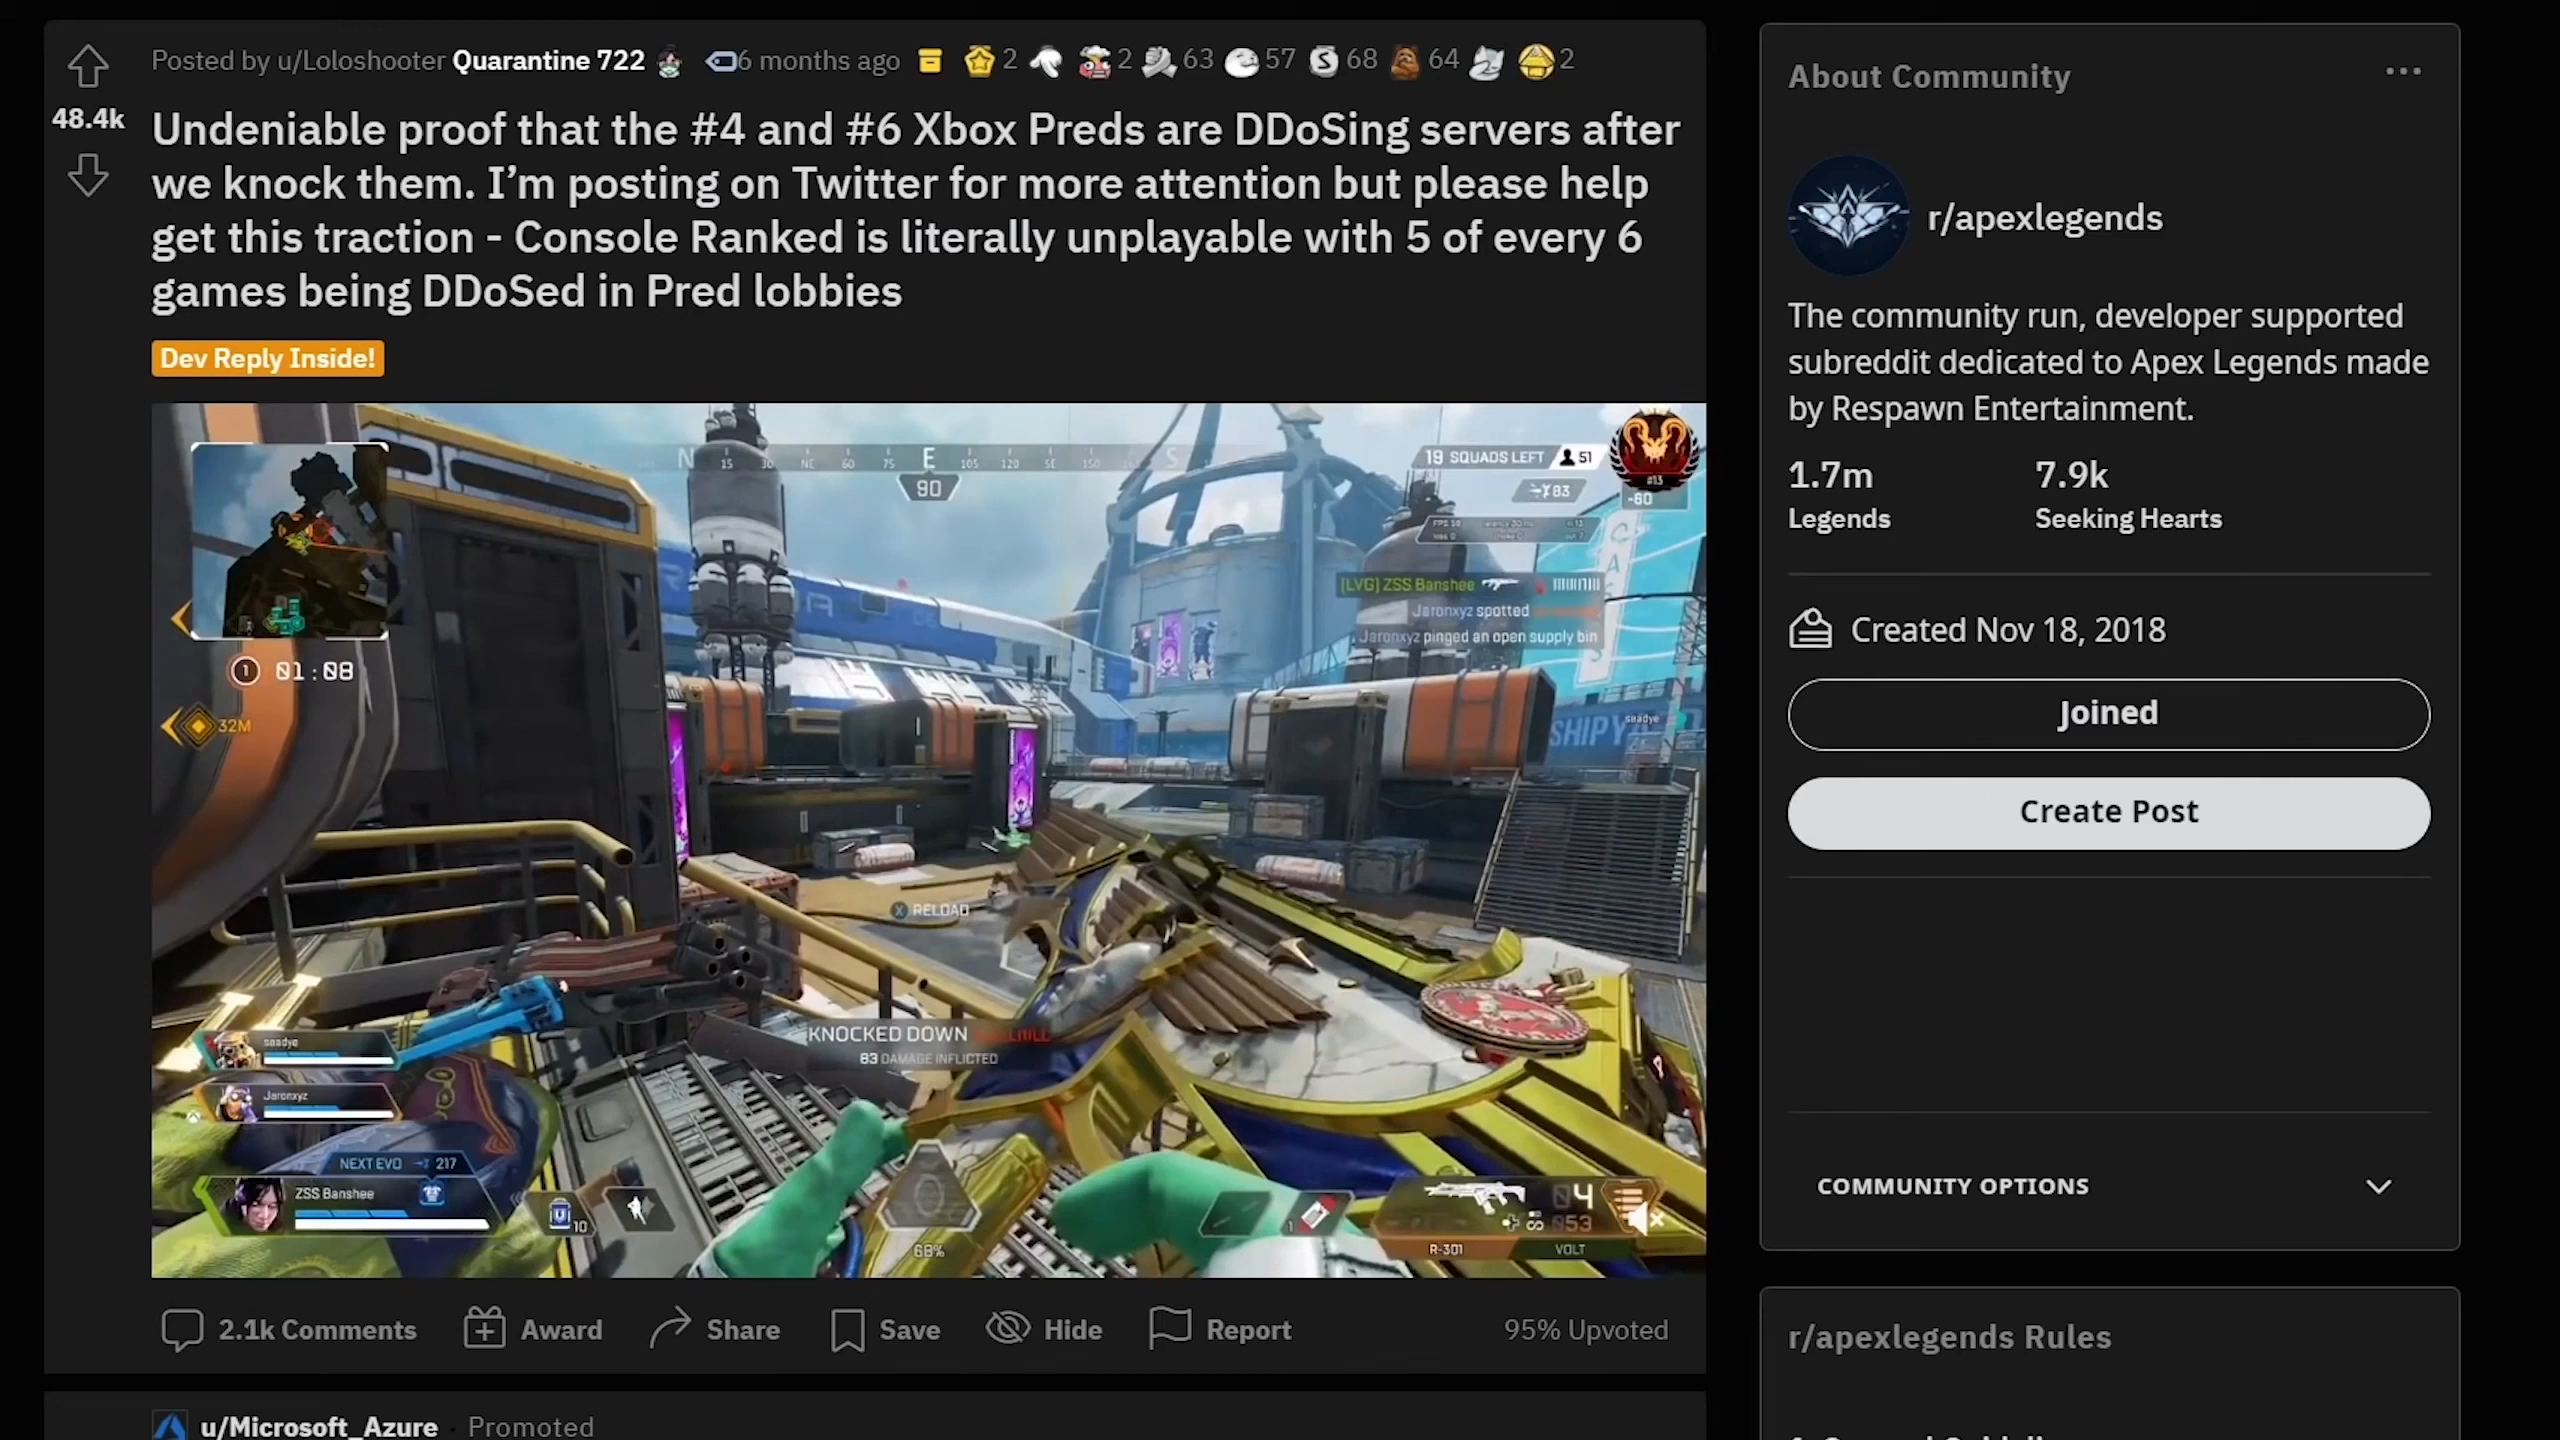 Posted by u/Loloshooter Quarantine 722 6 months ago 2 2 63 57 68 64 2
48.4k
Undeniable proof that the #4 and #6 Xbox Preds are DDoSing servers after
we knock them. I’m posting on Twitter for more attention but please help
get this traction - Console Ranked is literally unplayable with 5 of every 6
games being DDoSed in Pred lobbies
Dev Reply Inside!
N 15 30 NE 60 75 E 105 120 SE 150 S
90
19 SQUADS LEFT 51
83
#13
-60
[LVG] ZSS Banshee
Jaronxyz spotted
Jaronxyz pinged an open supply bin
1 01:08
32M
seadye
SHIPY
X RELOAD
KNOCKED DOWN
83 DAMAGE INFLICTED
seadye
Jaronxyz
NEXT EVO 217
ZSS Banshee
10
68%
1
04
053
R-301 VOLT
2.1k Comments Award Share Save Hide Report 95% Upvoted
u/Microsoft_Azure · Promoted
About Community
r/apexlegends
The community run, developer supported
subreddit dedicated to Apex Legends made
by Respawn Entertainment.
1.7m 7.9k
Legends Seeking Hearts
Created Nov 18, 2018
Joined
Create Post
COMMUNITY OPTIONS
r/apexlegends Rules